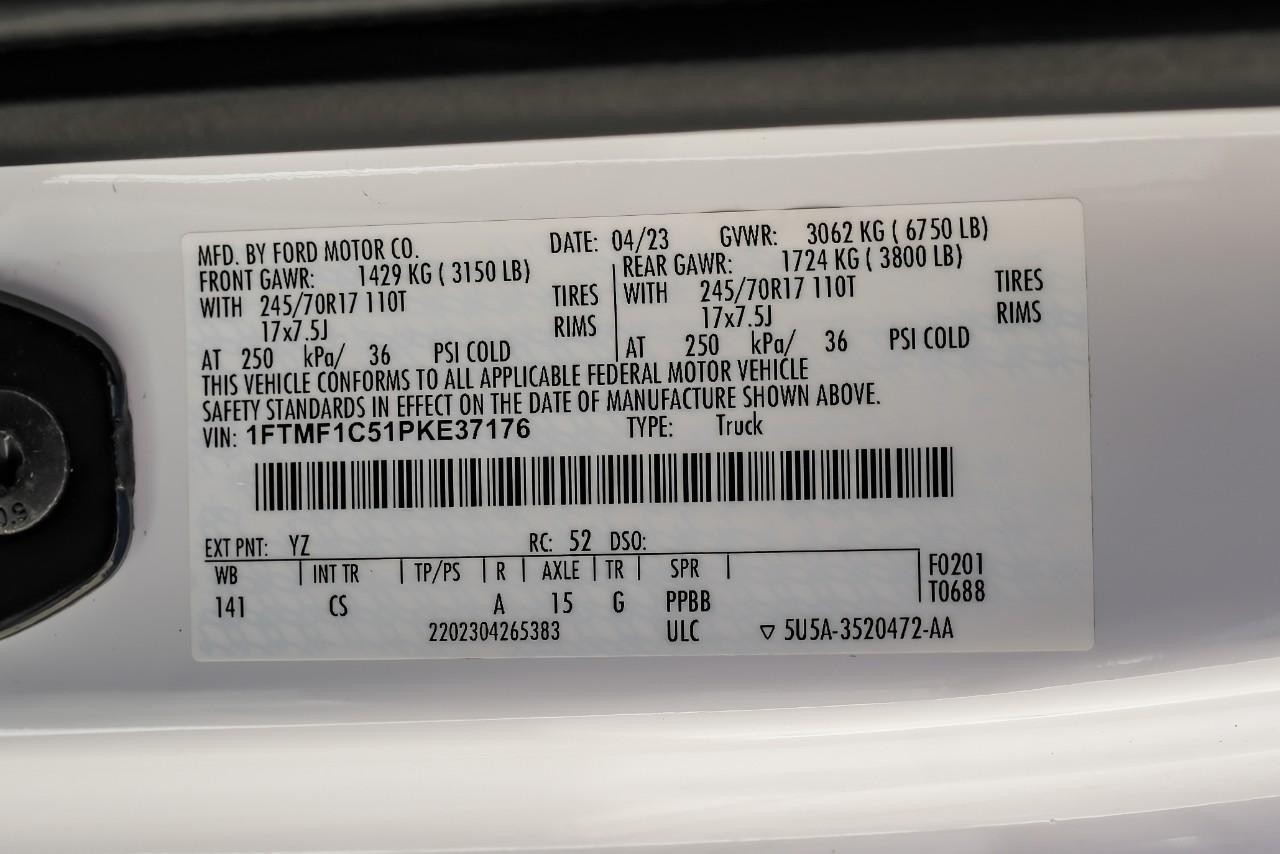 MFD. BY FORD MOTOR CO. DATE: 04/23 GVWR: 3062 KG ( 6750 LB)
FRONT GAWR: 1429 KG ( 3150 LB) REAR GAWR: 1724 KG ( 3800 LB)
WITH 245/70R17 110T TIRES WITH 245/70R17 110T TIRES
17x7.5J RIMS 17x7.5J RIMS
AT 250 kPa/ 36 PSI COLD AT 250 kPa/ 36 PSI COLD
THIS VEHICLE CONFORMS TO ALL APPLICABLE FEDERAL MOTOR VEHICLE
SAFETY STANDARDS IN EFFECT ON THE DATE OF MANUFACTURE SHOWN ABOVE.
VIN: 1FTMF1C51PKE37176 TYPE: Truck
EXT PNT: YZ RC: 52 DSO:
WB INT TR TP/PS R AXLE TR SPR F0201
141 CS A 15 G PPBB T0688
2202304265383 ULC ▽ 5U5A-3520472-AA